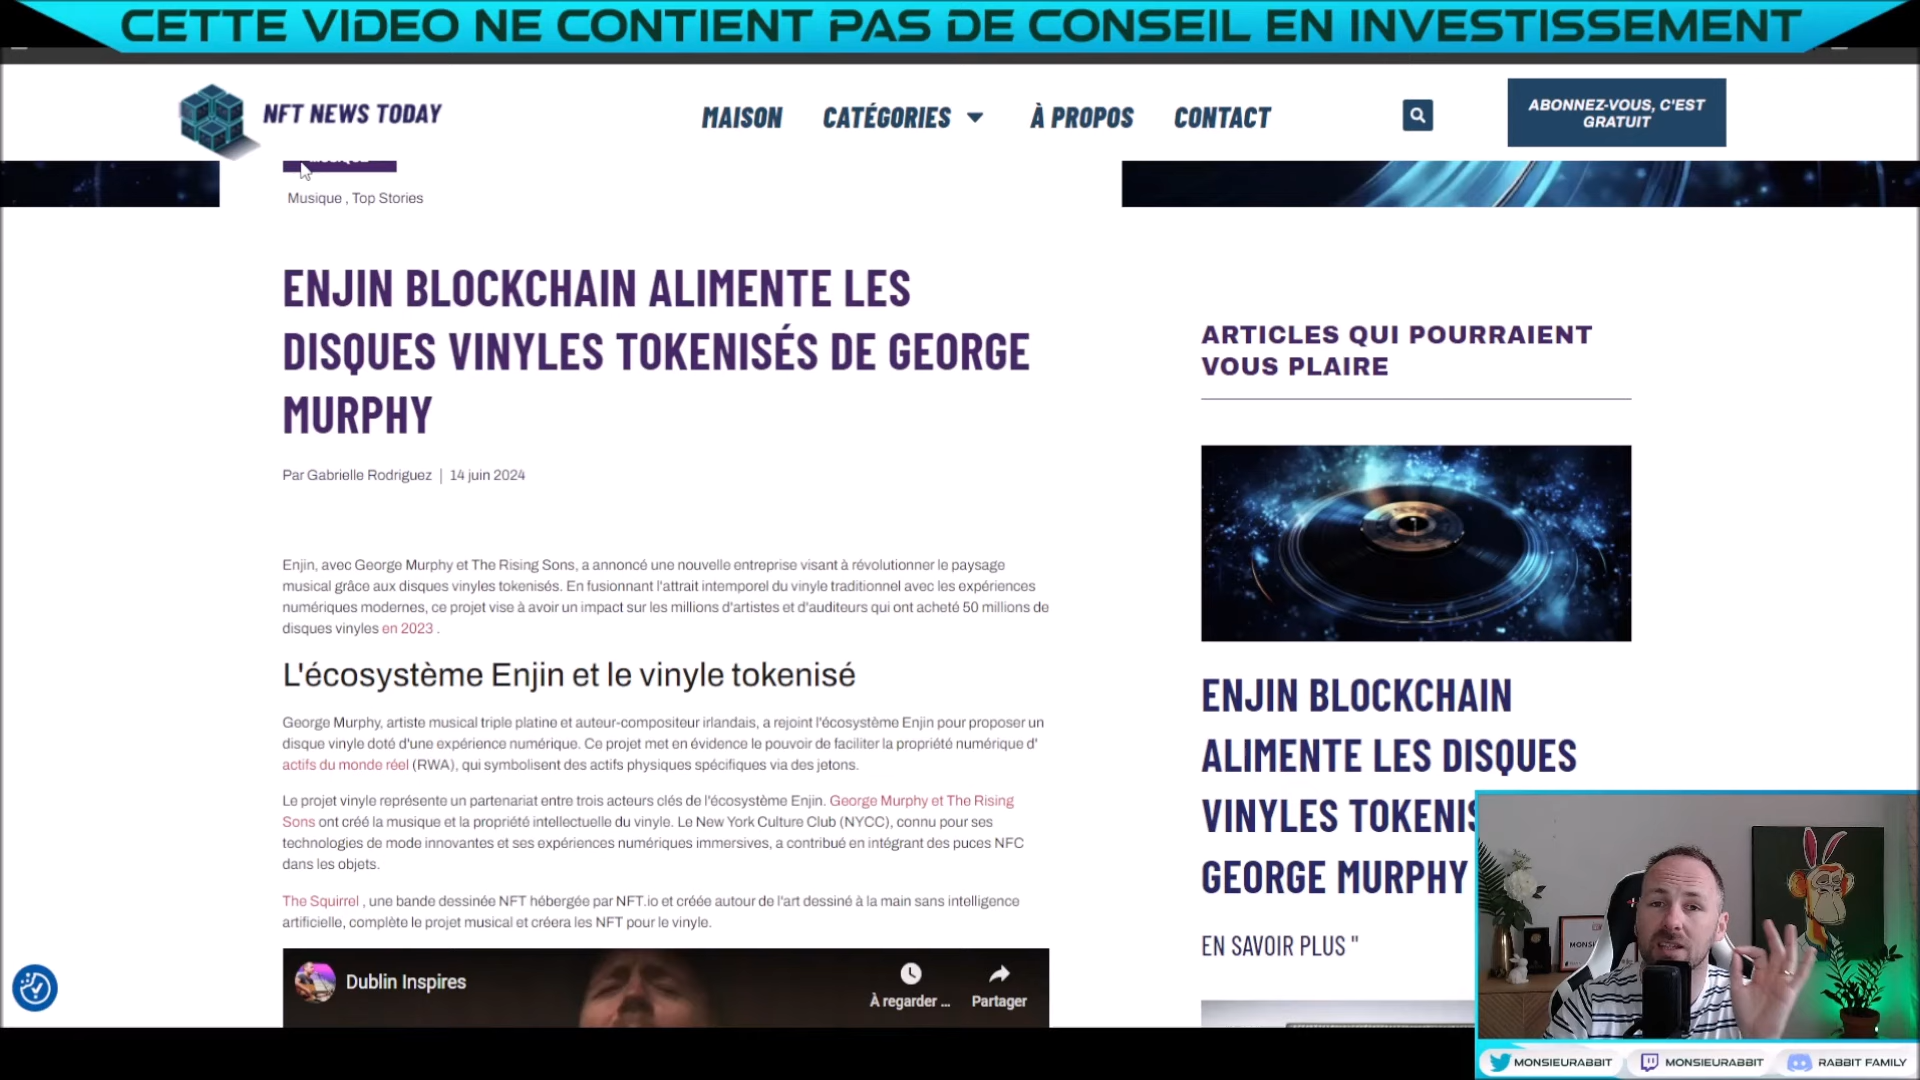 CETTE VIDEO NE CONTIENT PAS DE CONSEIL EN INVESTISSEMENT
NFT NEWS TODAY
MAISON
CATÉGORIES
À PROPOS
CONTACT
ABONNEZ-VOUS, C'EST
GRATUIT
Musique , Top Stories
ENJIN BLOCKCHAIN ALIMENTE LES
DISQUES VINYLES TOKENISÉS DE GEORGE
MURPHY
Par Gabrielle Rodriguez | 14 juin 2024
Enjin, avec George Murphy et The Rising Sons, a annoncé une nouvelle entreprise visant à révolutionner le paysage
musical grâce aux disques vinyles tokenisés. En fusionnant l'attrait intemporel du vinyle traditionnel avec les expériences
numériques modernes, ce projet vise à avoir un impact sur les millions d'artistes et d'auditeurs qui ont acheté 50 millions de
disques vinyles en 2023 .
L'écosystème Enjin et le vinyle tokenisé
George Murphy, artiste musical triple platine et auteur-compositeur irlandais, a rejoint l'écosystème Enjin pour proposer un
disque vinyle doté d'une expérience numérique. Ce projet met en évidence le pouvoir de faciliter la propriété numérique d'
actifs du monde réel (RWA), qui symbolisent des actifs physiques spécifiques via des jetons.
Le projet vinyle représente un partenariat entre trois acteurs clés de l'écosystème Enjin. George Murphy et The Rising
Sons ont créé la musique et la propriété intellectuelle du vinyle. Le New York Culture Club (NYCC), connu pour ses
technologies de mode innovantes et ses expériences numériques immersives, a contribué en intégrant des puces NFC
dans les objets.
The Squirrel , une bande dessinée NFT hébergée par NFT.io et créée autour de l'art dessiné à la main sans intelligence
artificielle, complète le projet musical et créera les NFT pour le vinyle.
Dublin Inspires
À regarder ...
Partager
ARTICLES QUI POURRAIENT
VOUS PLAIRE
ENJIN BLOCKCHAIN
ALIMENTE LES DISQUES
VINYLES TOKENIS
GEORGE MURPHY
EN SAVOIR PLUS "
MONSI
MONSIEURABBIT
MONSIEURABBIT
RABBIT FAMILY